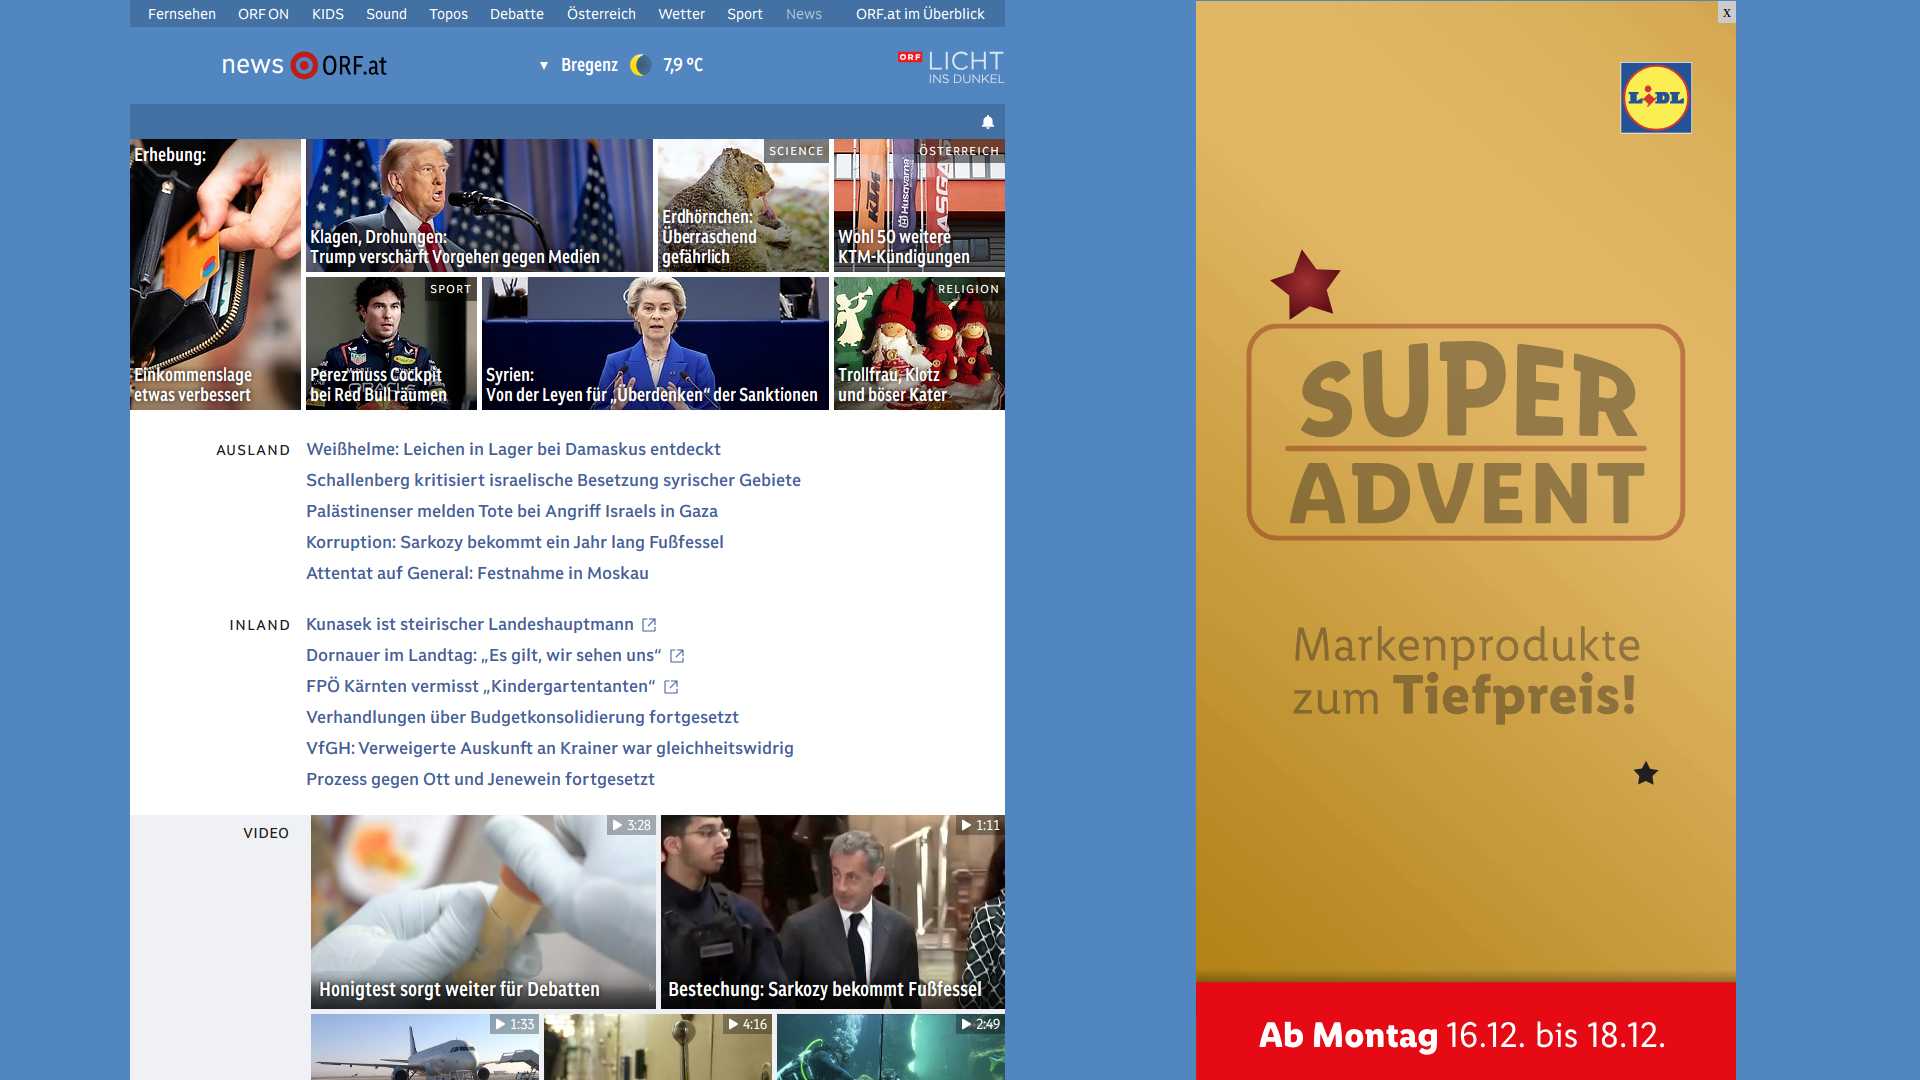 Fernsehen ORF ON KIDS Sound Topos Debatte Österreich Wetter Sport News ORF.at im Überblick
news ORF.at
▼ Bregenz 7,9 °C
ORF LICHT
INS DUNKEL
Erhebung:
Einkommenslage
etwas verbessert
Klagen, Drohungen:
Trump verschärft Vorgehen gegen Medien
SCIENCE
Erdhörnchen:
Überraschend
gefährlich
ÖSTERREICH
KTM
Husqvarna
Wohl 50 weitere
KTM-Kündigungen
SPORT
Perez muss Cockpit
bei Red Bull räumen
Syrien:
Von der Leyen für „Überdenken“ der Sanktionen
RELIGION
Trollfrau, Klotz
und böser Kater
AUSLAND
Weißhelme: Leichen in Lager bei Damaskus entdeckt
Schallenberg kritisiert israelische Besetzung syrischer Gebiete
Palästinenser melden Tote bei Angriff Israels in Gaza
Korruption: Sarkozy bekommt ein Jahr lang Fußfessel
Attentat auf General: Festnahme in Moskau
INLAND
Kunasek ist steirischer Landeshauptmann
Dornauer im Landtag: „Es gilt, wir sehen uns“
FPÖ Kärnten vermisst „Kindergartentanten“
Verhandlungen über Budgetkonsolidierung fortgesetzt
VfGH: Verweigerte Auskunft an Krainer war gleichheitswidrig
Prozess gegen Ott und Jenewein fortgesetzt
VIDEO
3:28
Honigtest sorgt weiter für Debatten
1:11
Bestechung: Sarkozy bekommt Fußfessel
1:33
4:16
2:49
x
LIDL
SUPER
ADVENT
Markenprodukte
zum Tiefpreis!
Ab Montag 16.12. bis 18.12.